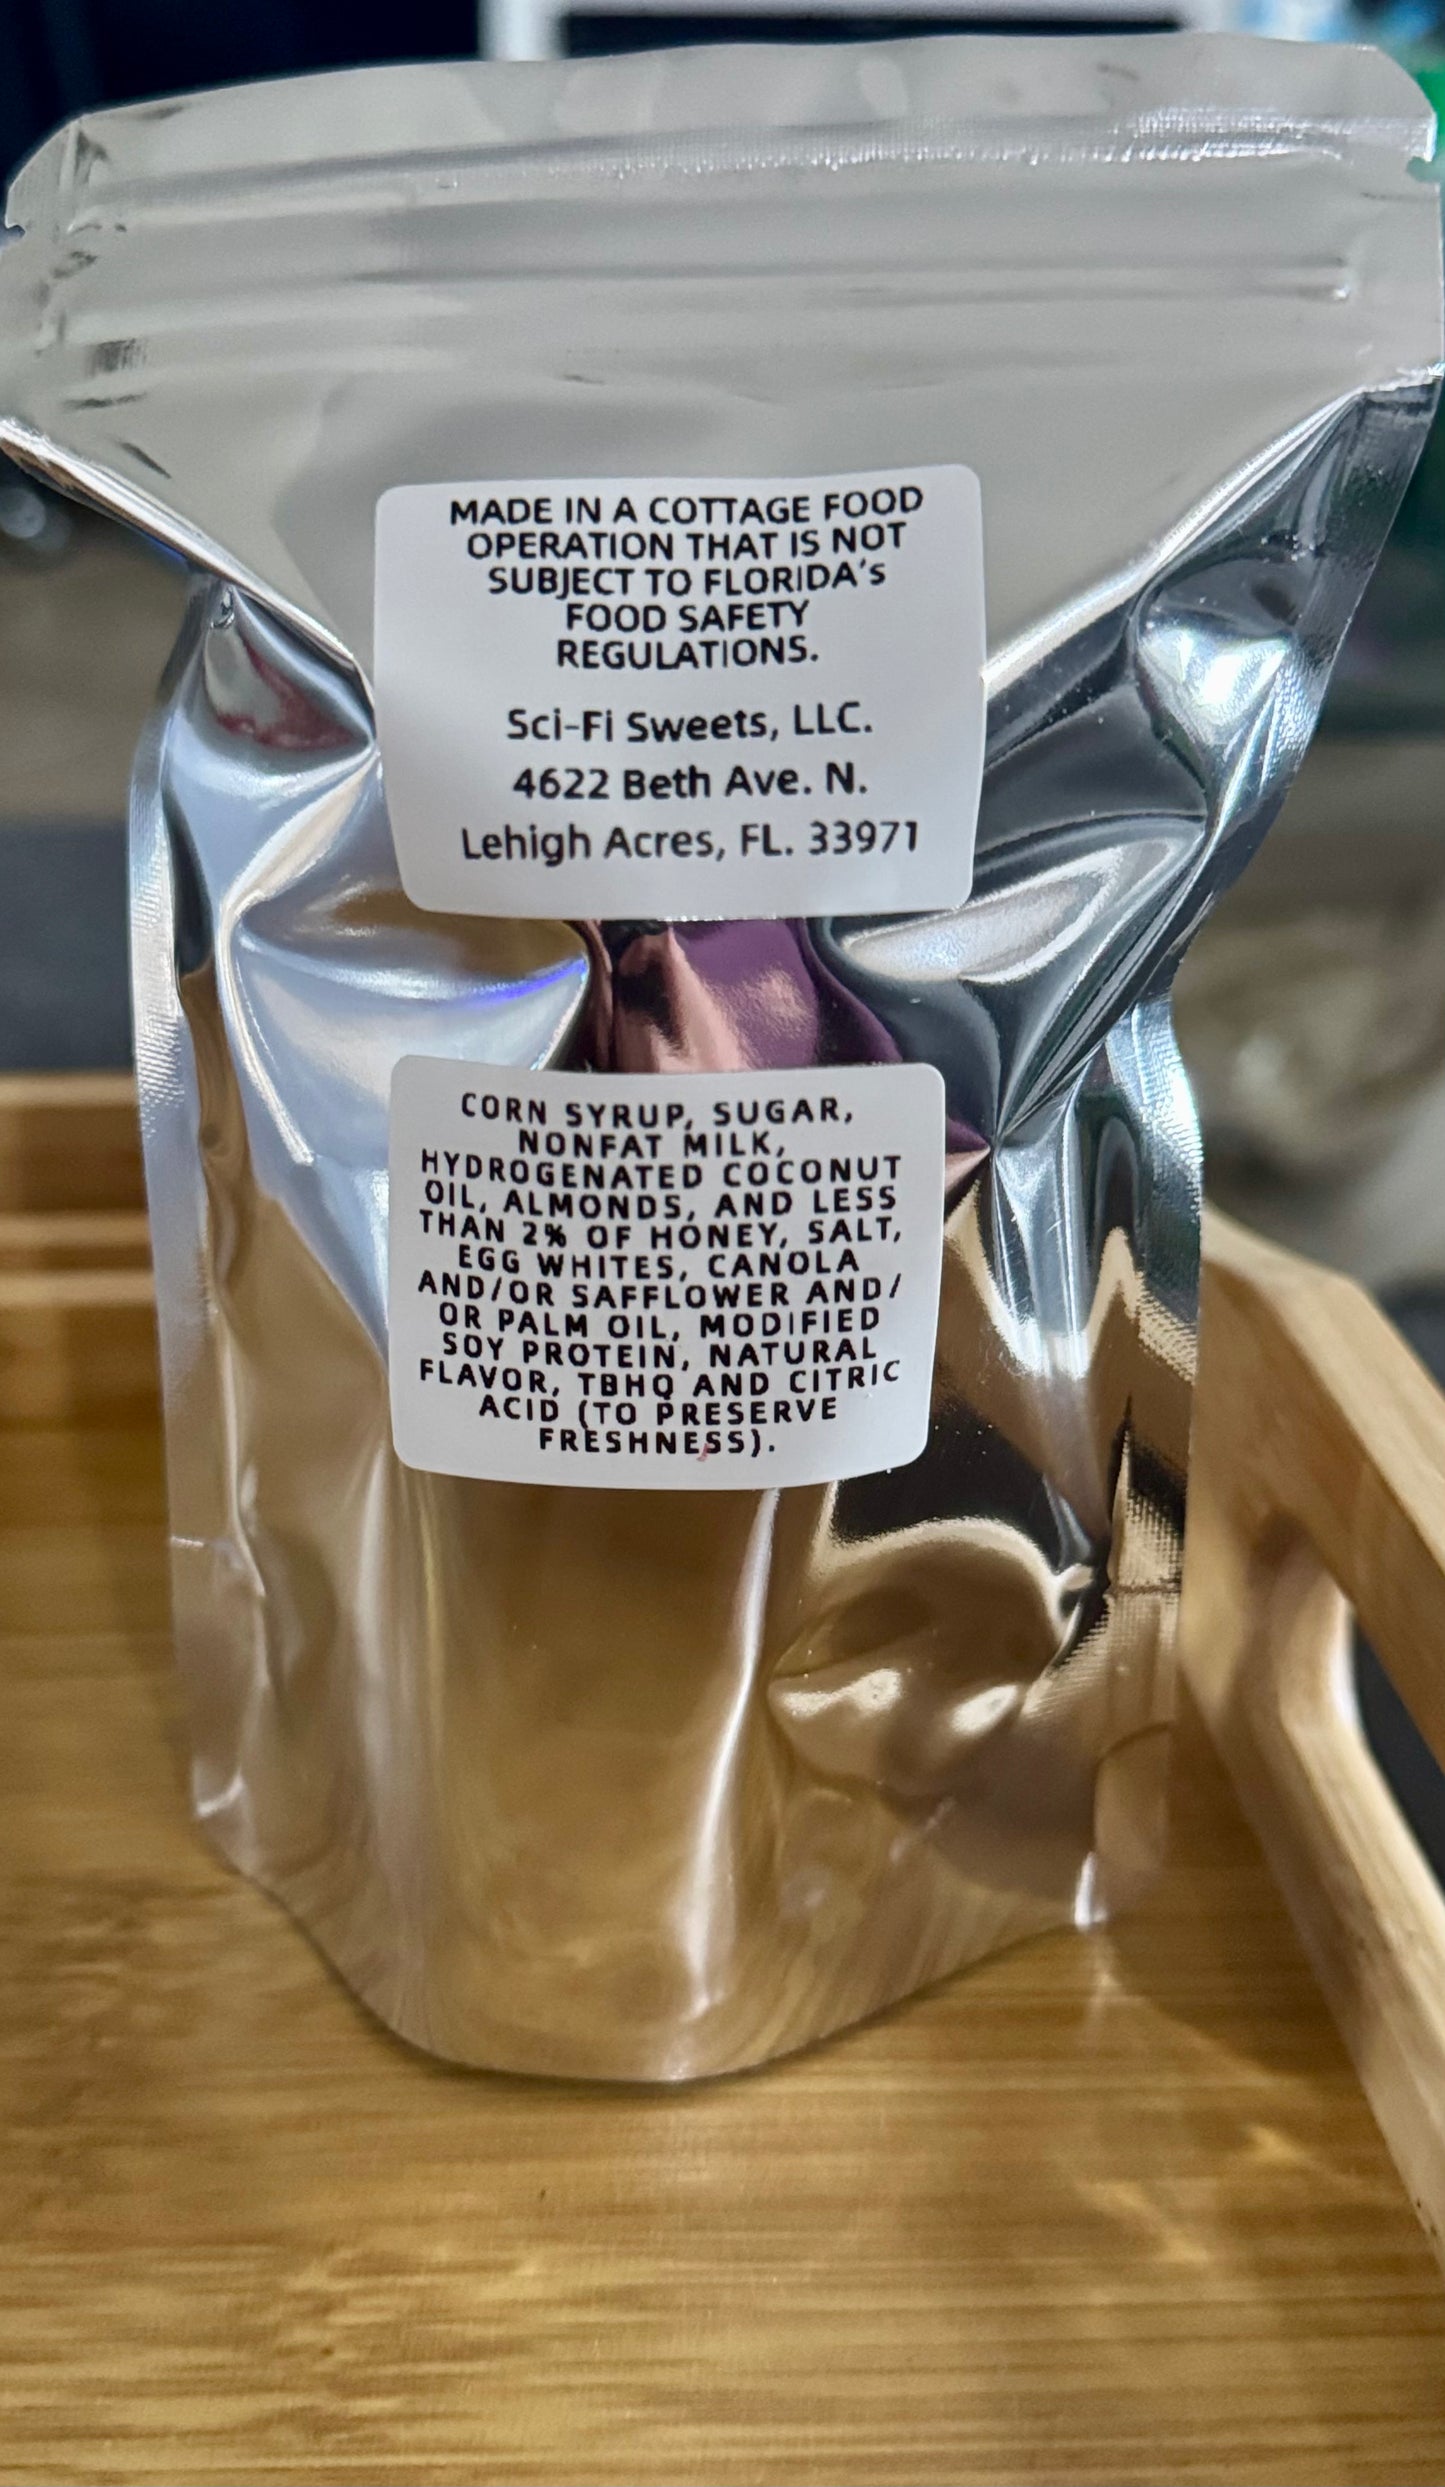 MADE IN A COTTAGE FOOD
OPERATION THAT IS NOT
SUBJECT TO FLORIDA's
FOOD SAFETY
REGULATIONS.
Sci-Fi Sweets, LLC.
4622 Beth Ave. N.
Lehigh Acres, FL. 33971
CORN SYRUP, SUGAR,
NONFAT MILK,
HYDROGENATED COCONUT
OIL, ALMONDS, AND LESS
THAN 2% OF HONEY, SALT,
EGG WHITES, CANOLA
AND/OR SAFFLOWER AND/
OR PALM OIL, MODIFIED
SOY PROTEIN, NATURAL
FLAVOR, TBHQ AND CITRIC
ACID (TO PRESERVE
FRESHNESS).